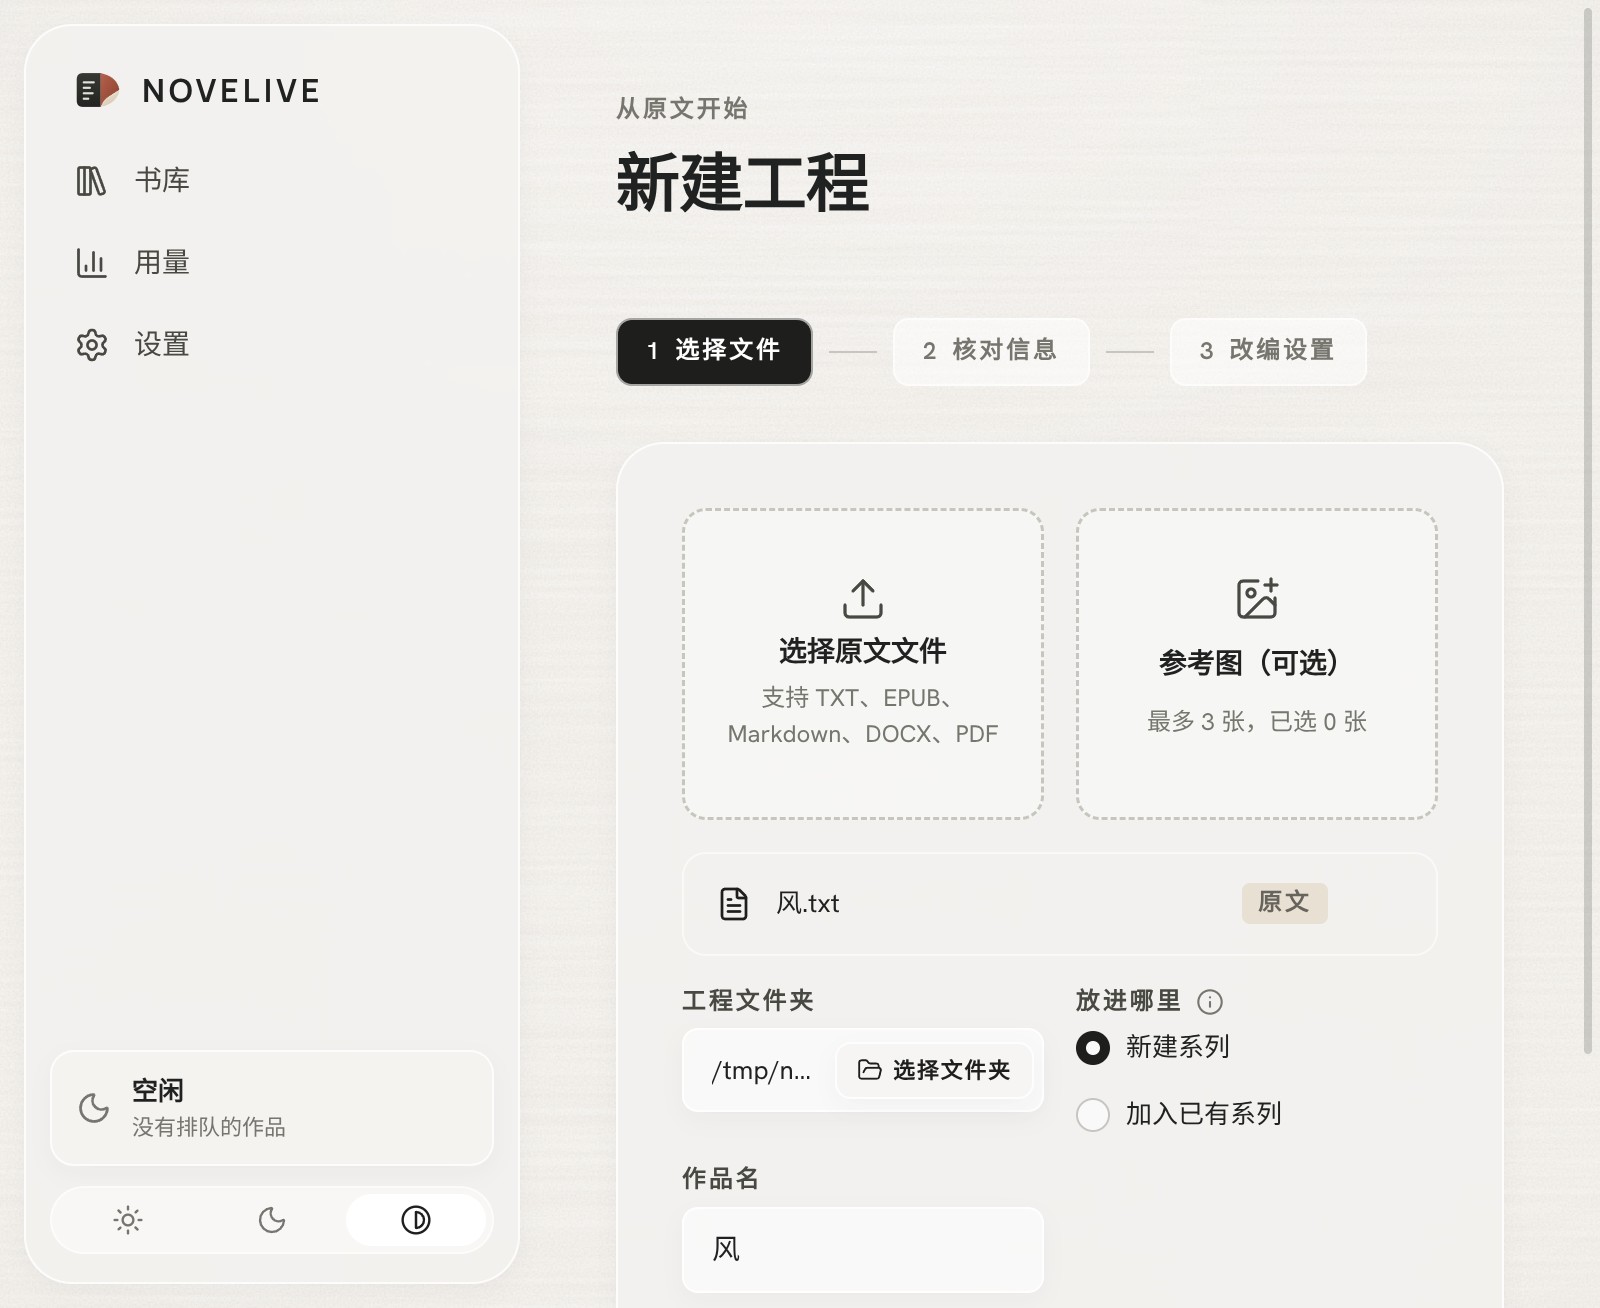 NOVELIVE
书库
用量
设置
空闲
没有排队的作品
从原文开始
新建工程
1 选择文件
2 核对信息
3 改编设置
选择原文文件
支持 TXT、EPUB、
Markdown、DOCX、PDF
参考图（可选）
最多 3 张，已选 0 张
风.txt
原文
工程文件夹
/tmp/n...
选择文件夹
放进哪里
新建系列
加入已有系列
作品名
风